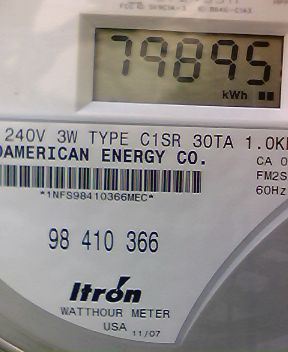 79895
kWh
240V 3W TYPE C1SR 30TA 1.0
AMERICAN ENERGY CO.
CA
FM2S
60Hz
*1NFS98410366MEC*
98 410 366
Itron
WATTHOUR METER
USA 11/07